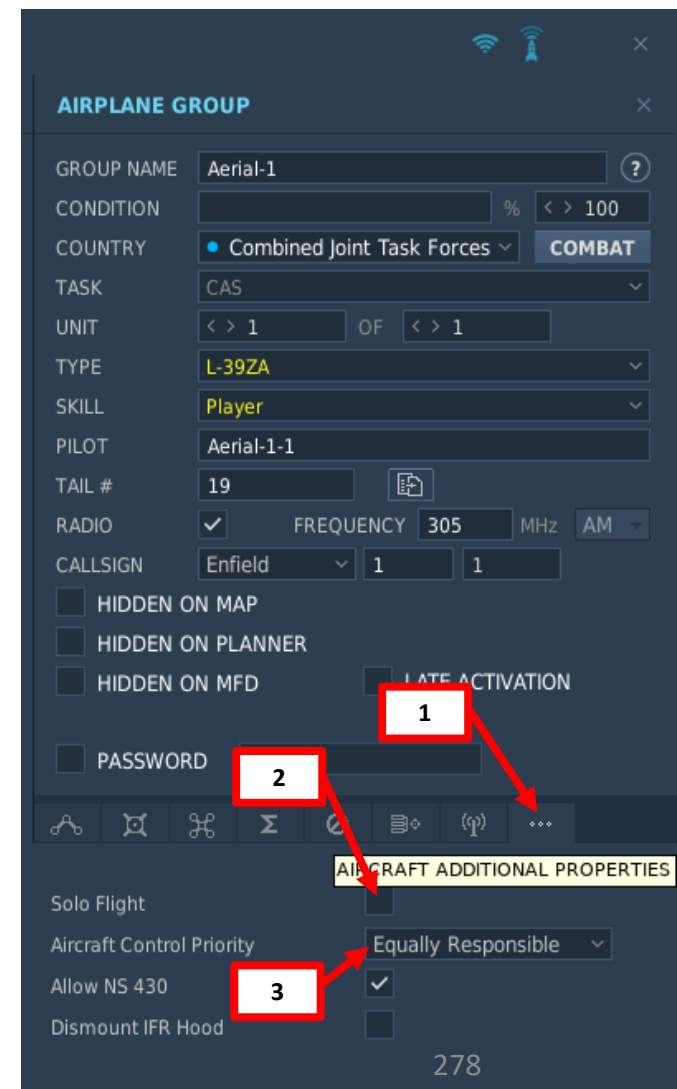 AIRPLANE GROUP
GROUP NAME Aerial-1 ?
CONDITION % < > 100
COUNTRY Combined Joint Task Forces COMBAT
TASK CAS
UNIT < > 1 OF < > 1
TYPE L-39ZA
SKILL Player
PILOT Aerial-1-1
TAIL # 19
RADIO FREQUENCY 305 MHz AM
CALLSIGN Enfield 1 1
HIDDEN ON MAP
HIDDEN ON PLANNER
HIDDEN ON MFD LATE ACTIVATION
1
PASSWORD
2
Σ
AIRCRAFT ADDITIONAL PROPERTIES
Solo Flight
Aircraft Control Priority Equally Responsible
Allow NS 430
3
Dismount IFR Hood
278